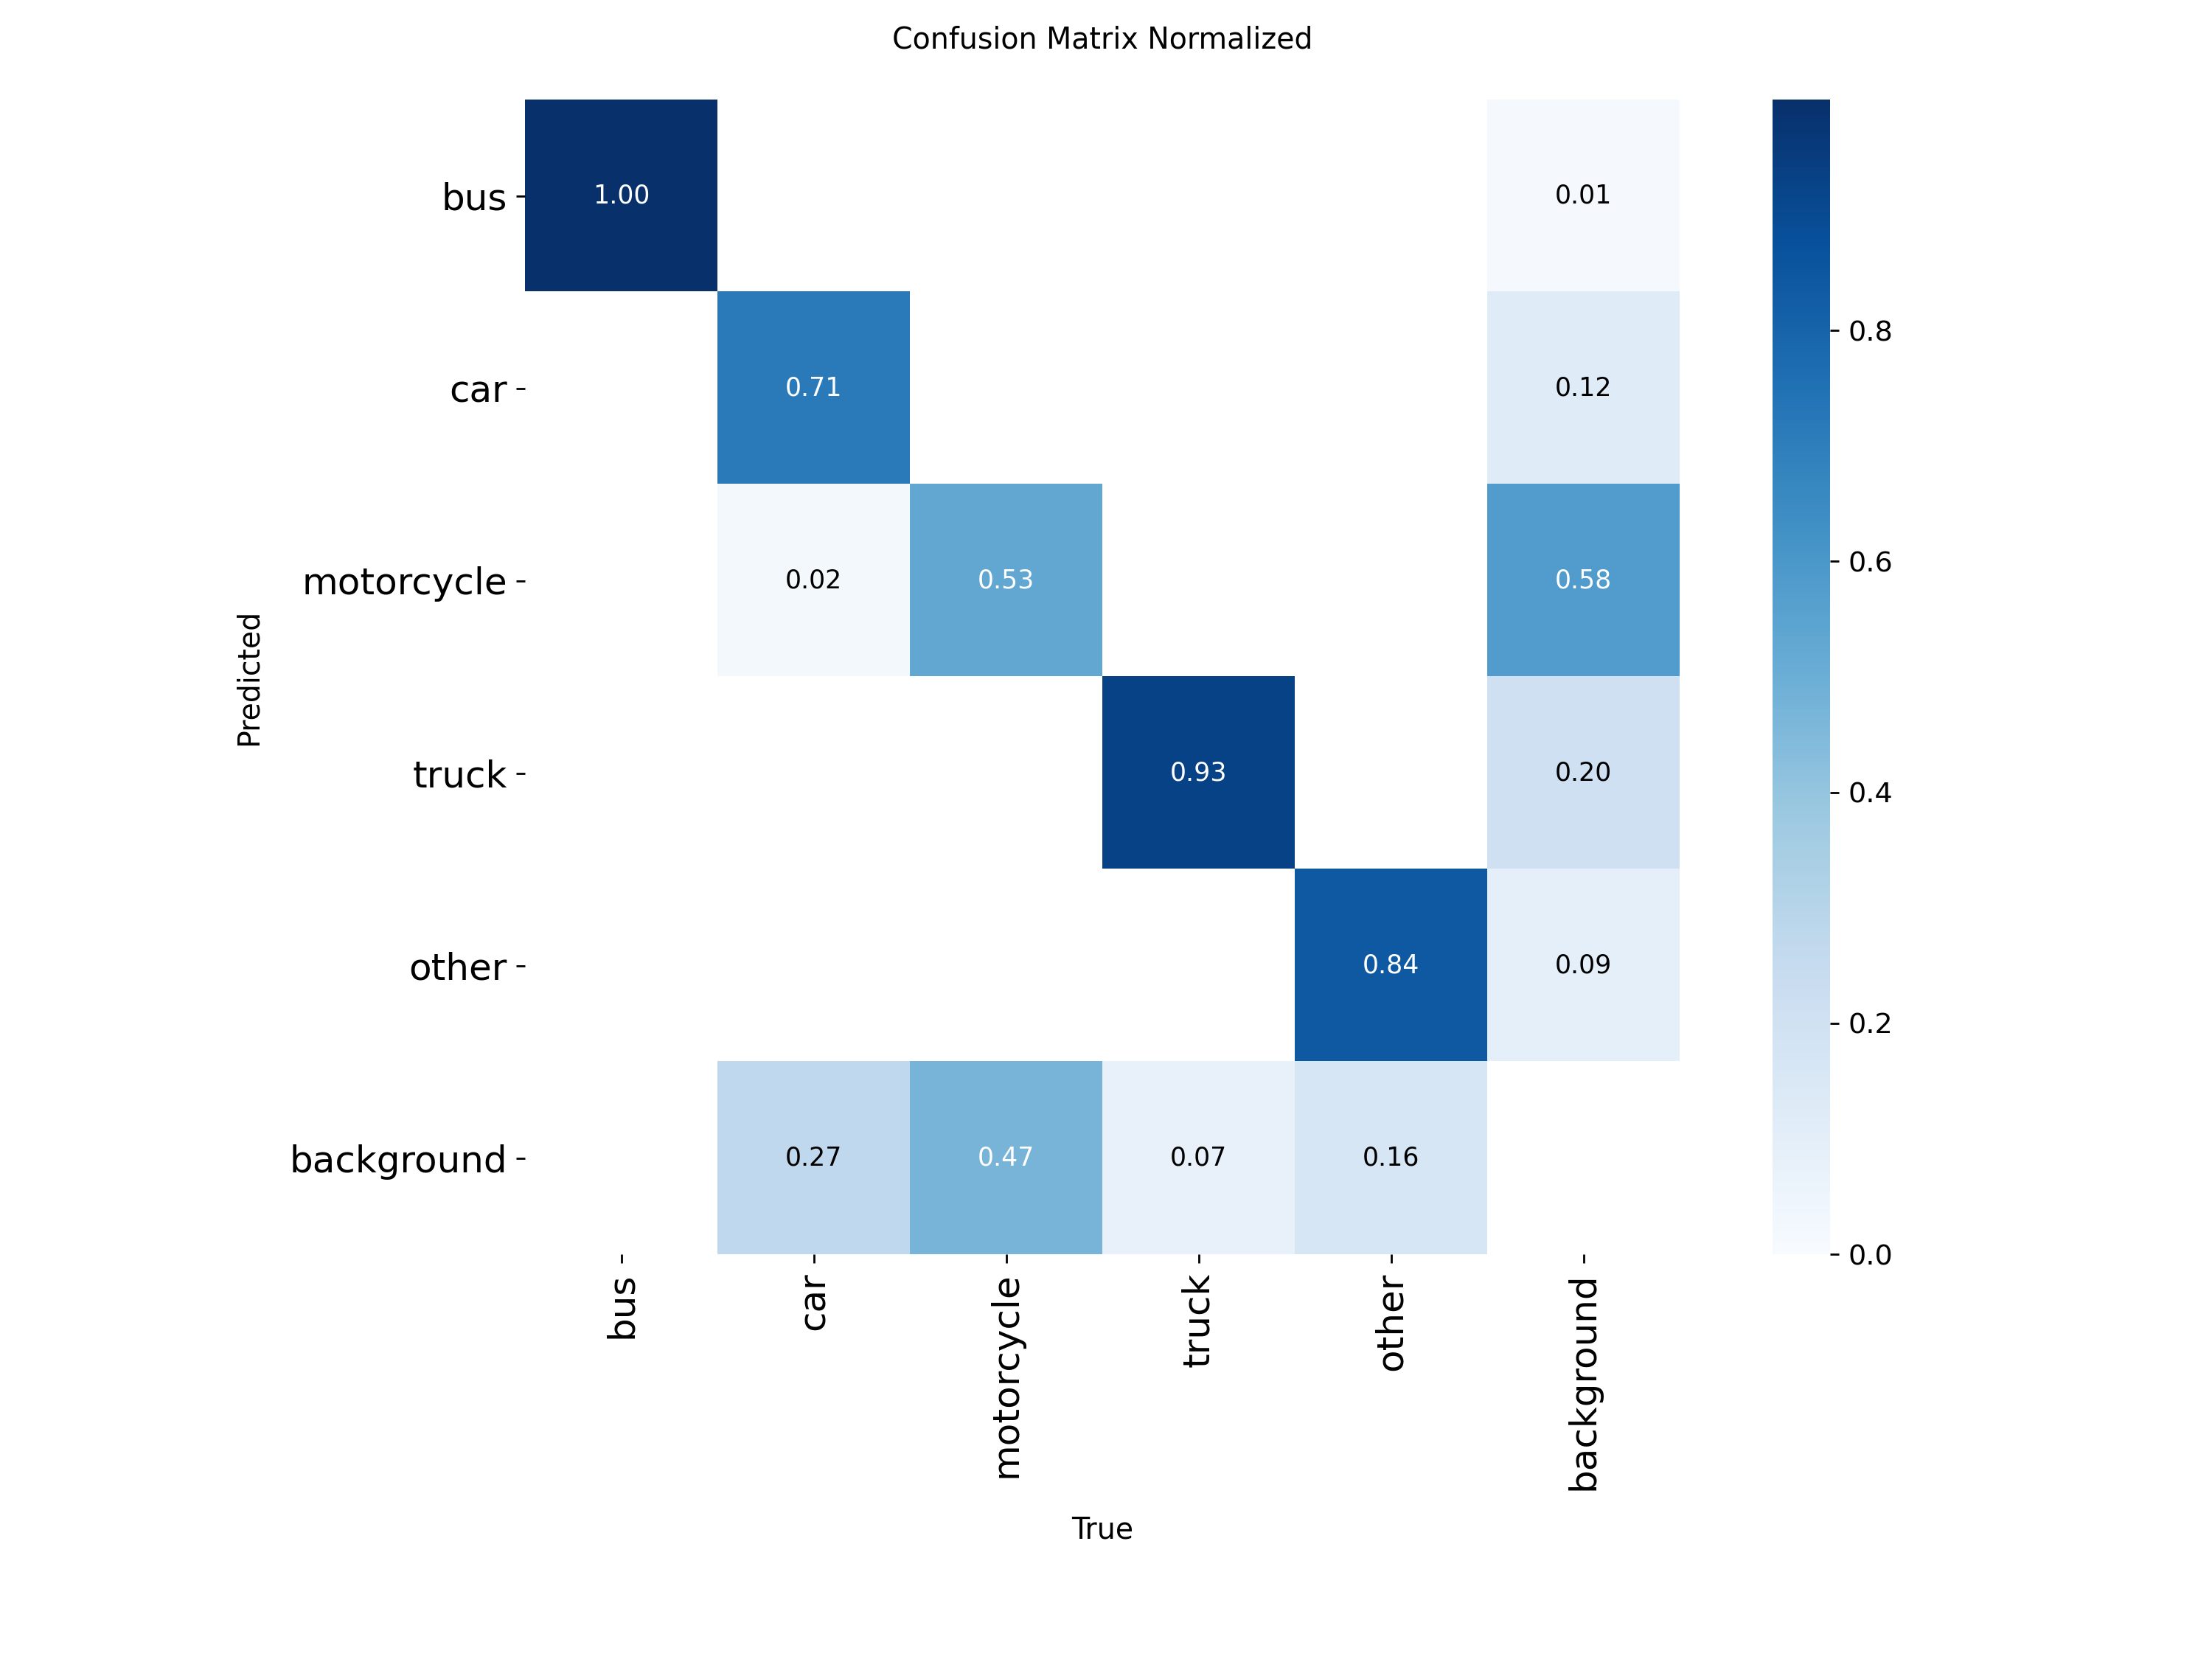 Confusion Matrix Normalized
Predicted
bus
1.00
0.01
car
0.71
0.12
motorcycle
0.02
0.53
0.58
truck
0.93
0.20
other
0.84
0.09
background
0.27
0.47
0.07
0.16
bus
car
motorcycle
truck
other
background
True
0.8
0.6
0.4
0.2
0.0